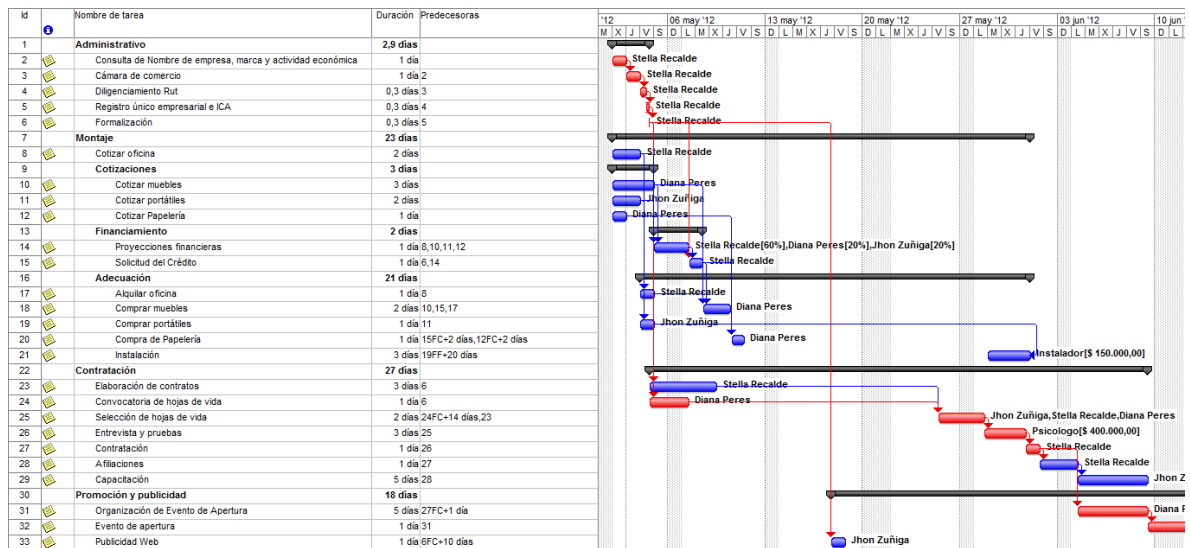 Id Nombre de tarea Duración Predecesoras
'12 06 may '12 13 may '12 20 may '12 27 may '12 03 jun '12 10 jun '
M X J V S D L M X J V S D L M X J V S D L M X J V S D L M X J V S D L M X J V S D L
1 Administrativo 2,9 días
2 Consulta de Nombre de empresa, marca y actividad económica 1 día Stella Recalde
3 Cámara de comercio 1 día 2 Stella Recalde
4 Diligenciamiento Rut 0,3 días 3 Stella Recalde
5 Registro único empresarial e ICA 0,3 días 4 Stella Recalde
6 Formalización 0,3 días 5 Stella Recalde
7 Montaje 23 días
8 Cotizar oficina 2 días Stella Recalde
9 Cotizaciones 3 días
10 Cotizar muebles 3 días Diana Peres
11 Cotizar portátiles 2 días Jhon Zuñiga
12 Cotizar Papelería 1 día Diana Peres
13 Financiamiento 2 días
14 Proyecciones financieras 1 día 8,10,11,12 Stella Recalde[60%],Diana Peres[20%],Jhon Zuñiga[20%]
15 Solicitud del Crédito 1 día 6,14 Stella Recalde
16 Adecuación 21 días
17 Alquilar oficina 1 día 8 Stella Recalde
18 Comprar muebles 2 días 10,15,17 Diana Peres
19 Comprar portátiles 1 día 11 Jhon Zuñiga
20 Compra de Papelería 1 día 15FC+2 días,12FC+2 días Diana Peres
21 Instalación 3 días 19FF+20 días Instalador[$ 150.000,00]
22 Contratación 27 días
23 Elaboración de contratos 3 días 6 Stella Recalde
24 Convocatoria de hojas de vida 1 día 6 Diana Peres
25 Selección de hojas de vida 2 días 24FC+14 días,23 Jhon Zuñiga,Stella Recalde,Diana Peres
26 Entrevista y pruebas 3 días 25 Psicologo[$ 400.000,00]
27 Contratación 1 día 26 Stella Recalde
28 Afiliaciones 1 día 27 Stella Recalde
29 Capacitación 5 días 28 Jhon Z
30 Promoción y publicidad 18 días
31 Organización de Evento de Apertura 5 días 27FC+1 día Diana P
32 Evento de apertura 1 día 31
33 Publicidad Web 1 día 6FC+10 días Jhon Zuñiga